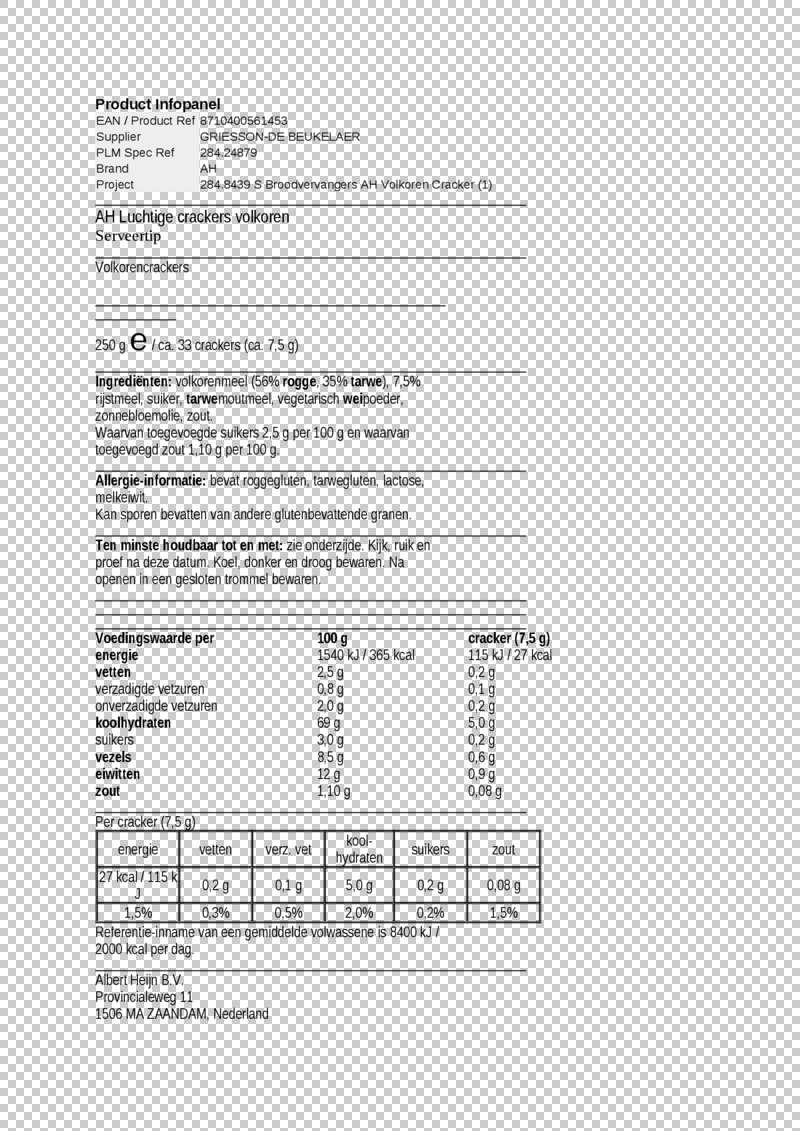 Product Infopanel
EAN / Product Ref 8710400561453
Supplier GRIESSON-DE BEUKELAER
PLM Spec Ref 284.24879
Brand AH
Project 284.8439 S Broodvervangers AH Volkoren Cracker (1)
AH Luchtige crackers volkoren
Serveertip
Volkorencrackers
250 g e / ca. 33 crackers (ca. 7,5 g)
Ingrediënten: volkorenmeel (56% rogge, 35% tarwe), 7,5%
rijstmeel, suiker, tarwemoutmeel, vegetarisch weipoeder,
zonnebloemolie, zout.
Waarvan toegevoegde suikers 2,5 g per 100 g en waarvan
toegevoegd zout 1,10 g per 100 g.
Allergie-informatie: bevat roggegluten, tarwegluten, lactose,
melkeiwit.
Kan sporen bevatten van andere glutenbevattende granen.
Ten minste houdbaar tot en met: zie onderzijde. Kijk, ruik en
proef na deze datum. Koel, donker en droog bewaren. Na
openen in een gesloten trommel bewaren.
Voedingswaarde per 100 g cracker (7,5 g)
energie 1540 kJ / 365 kcal 115 kJ / 27 kcal
vetten 2,5 g 0,2 g
verzadigde vetzuren 0,8 g 0,1 g
onverzadigde vetzuren 2,0 g 0,2 g
koolhydraten 69 g 5,0 g
suikers 3,0 g 0,2 g
vezels 8,5 g 0,6 g
eiwitten 12 g 0,9 g
zout 1,10 g 0,08 g
Per cracker (7,5 g)
energie vetten verz. vet kool-
hydraten suikers zout
27 kcal / 115 k
J 0,2 g 0,1 g 5,0 g 0,2 g 0,08 g
1,5% 0,3% 0,5% 2,0% 0,2% 1,5%
Referentie-inname van een gemiddelde volwassene is 8400 kJ /
2000 kcal per dag.
Albert Heijn B.V.
Provincialeweg 11
1506 MA ZAANDAM, Nederland